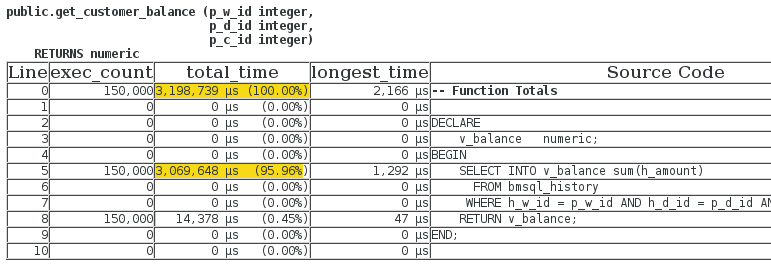 public.get_customer_balance (p_w_id integer,
p_d_id integer,
p_c_id integer)
RETURNS numeric
Line exec_count total_time longest_time Source Code
0 150,000 3,198,739 µs (100.00%) 2,166 µs -- Function Totals
1 0 0 µs (0.00%) 0 µs
2 0 0 µs (0.00%) 0 µs DECLARE
3 0 0 µs (0.00%) 0 µs v_balance numeric;
4 0 0 µs (0.00%) 0 µs BEGIN
5 150,000 3,069,648 µs (95.96%) 1,292 µs SELECT INTO v_balance sum(h_amount)
6 0 0 µs (0.00%) 0 µs FROM bmsql_history
7 0 0 µs (0.00%) 0 µs WHERE h_w_id = p_w_id AND h_d_id = p_d_id
8 150,000 14,378 µs (0.45%) 47 µs RETURN v_balance;
9 0 0 µs (0.00%) 0 µs END;
10 0 0 µs (0.00%) 0 µs